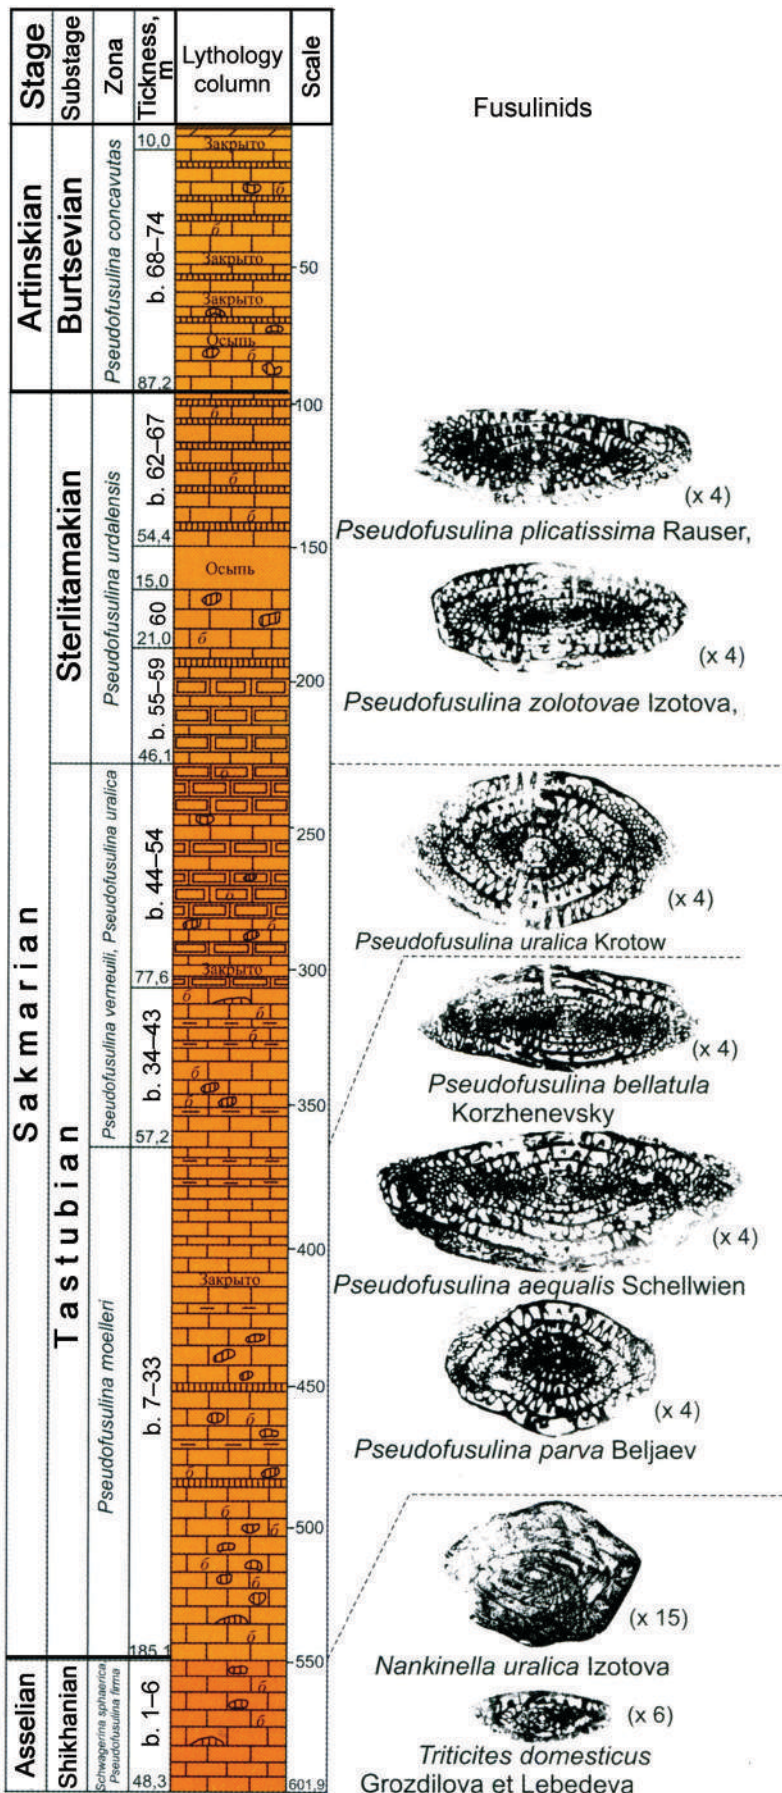 Stage
Substage
Zona
Tickness, m
Lythology column
Scale
Fusulinids
Artinskian
Burtsevian
Pseudofusulina concavutas
10,0
b. 68–74
87,2
Закрыто
б
б
Закрыто
Закрыто
Осыпь
б
50
100
Sakmarian
Sterlitamakian
Pseudofusulina urdalensis
b. 62–67
54,4
15,0
60
21,0
b. 55–59
46,1
б
б
б
Осыпь
б
150
200
(x 4)
Pseudofusulina plicatissima Rauser,
(x 4)
Pseudofusulina zolotovae Izotova,
Tastubian
Pseudofusulina verneuili, Pseudofusulina uralica
b. 44–54
77,6
b. 34–43
57,2
б
б
б
Закрыто
б
б
б
б
б
250
300
350
(x 4)
Pseudofusulina uralica Krotow
(x 4)
Pseudofusulina bellatula
Korzhenevsky
Pseudofusulina moelleri
b. 7–33
185,1
Закрыто
б
б
б
б
б
б
б
400
450
500
550
(x 4)
Pseudofusulina aequalis Schellwien
(x 4)
Pseudofusulina parva Beljaev
(x 15)
Nankinella uralica Izotova
Asselian
Shikhanian
Schwagerina sphaerica,
Pseudofusulina firma
b. 1–6
48,3
б
б
601,9
(x 6)
Triticites domesticus
Grozdilova et Lebedeva